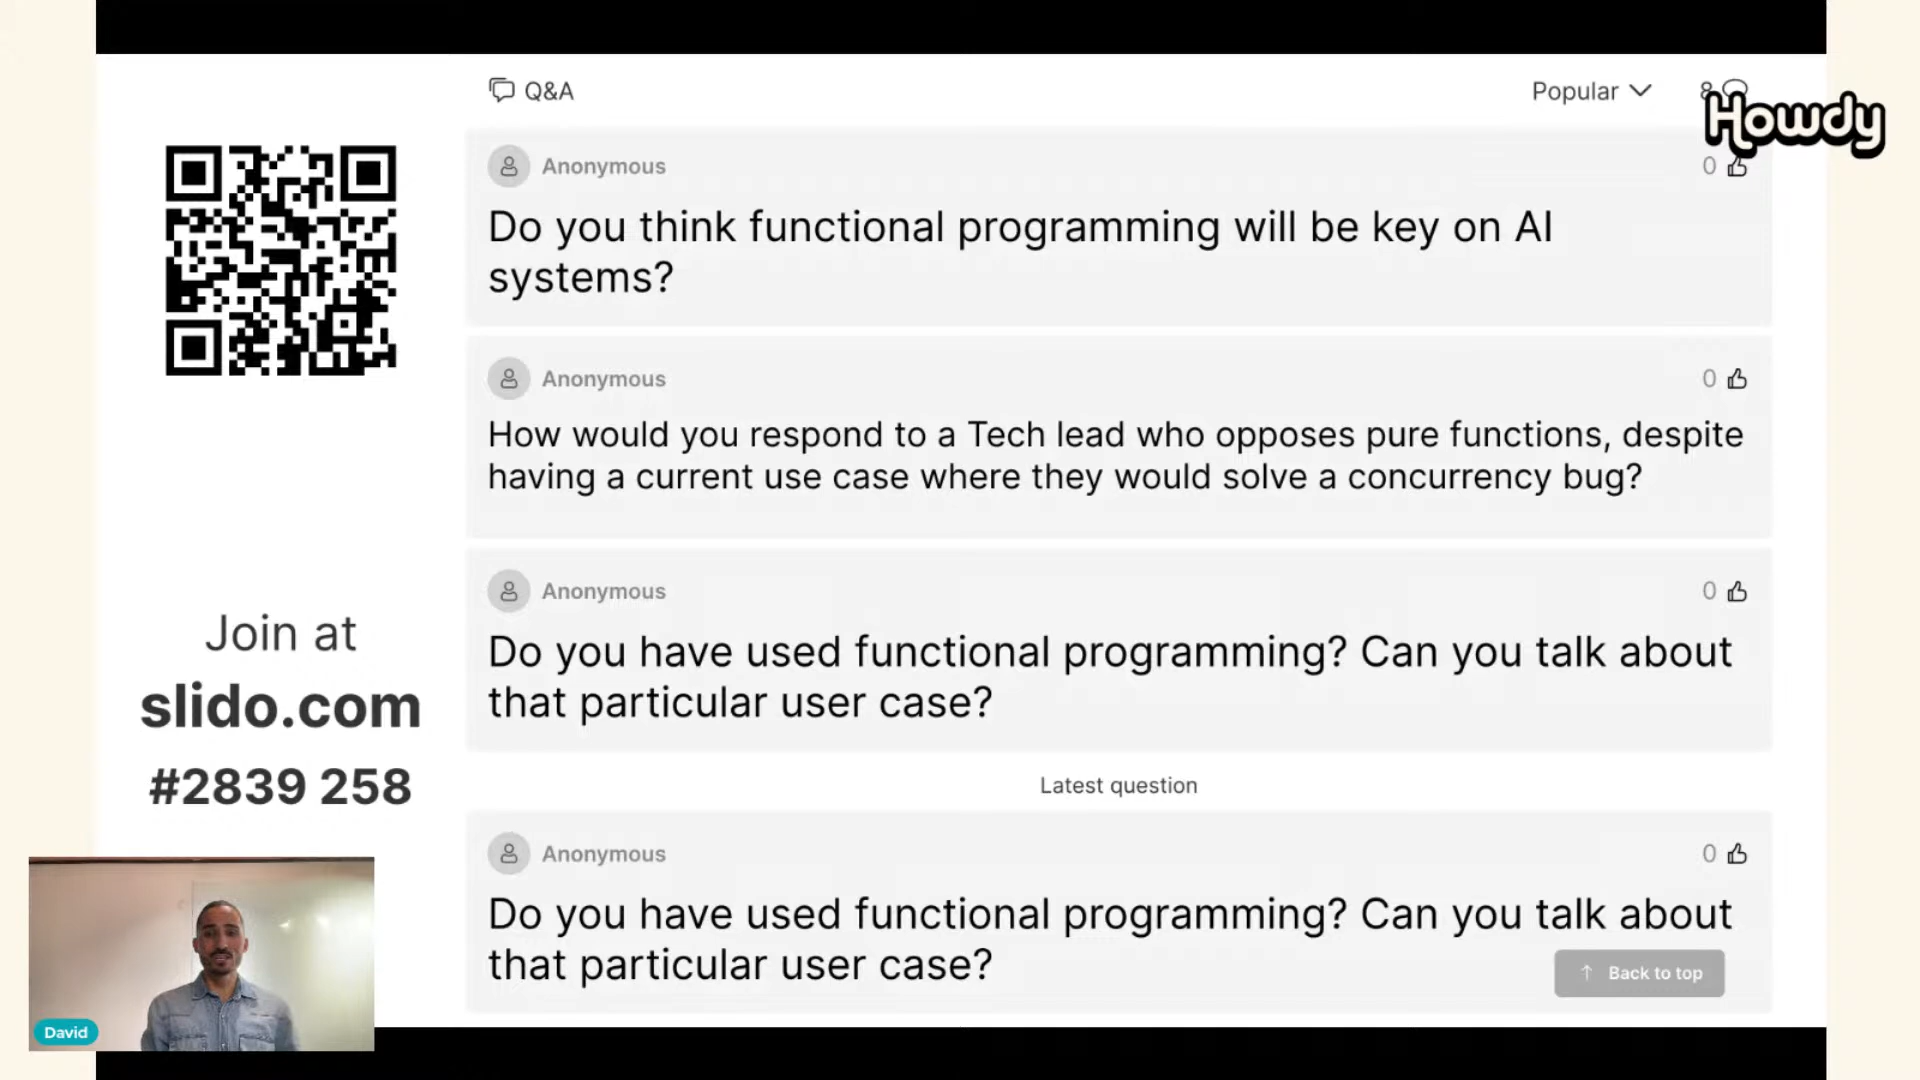 Q&A
Popular
8
Howdy
Anonymous
0
Do you think functional programming will be key on AI
systems?
Anonymous
0
How would you respond to a Tech lead who opposes pure functions, despite
having a current use case where they would solve a concurrency bug?
Anonymous
0
Do you have used functional programming? Can you talk about
that particular user case?
Latest question
Anonymous
0
Do you have used functional programming? Can you talk about
that particular user case?
Back to top
Join at
slido.com
#2839 258
David